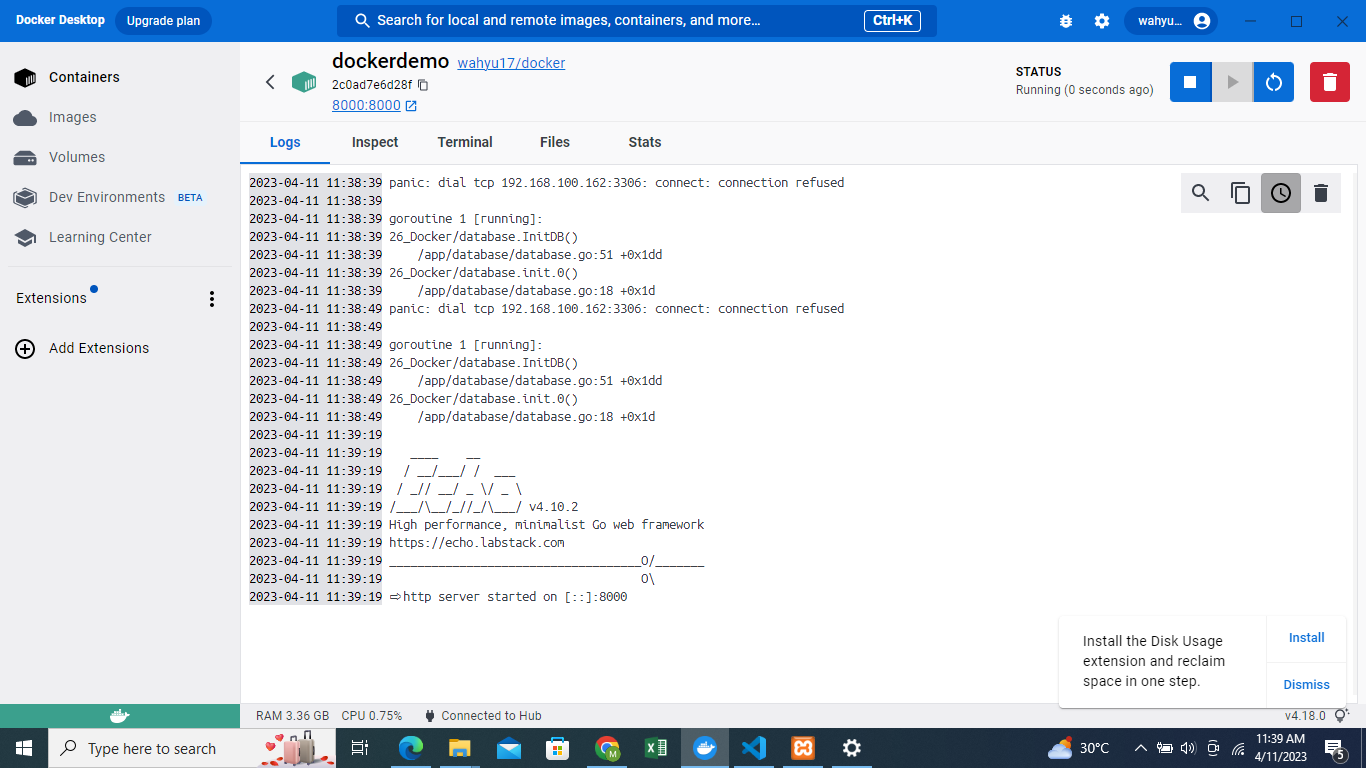 Docker Desktop
Upgrade plan
Search for local and remote images, containers, and more...
Ctrl+K
wahyu...
Containers
Images
Volumes
Dev Environments BETA
Learning Center
Extensions
Add Extensions
dockerdemo wahyu17/docker
2c0ad7e6d28f
8000:8000
STATUS
Running (0 seconds ago)
Logs
Inspect
Terminal
Files
Stats
2023-04-11 11:38:39 panic: dial tcp 192.168.100.162:3306: connect: connection refused
2023-04-11 11:38:39
2023-04-11 11:38:39 goroutine 1 [running]:
2023-04-11 11:38:39 26_Docker/database.InitDB()
2023-04-11 11:38:39     /app/database/database.go:51 +0x1dd
2023-04-11 11:38:39 26_Docker/database.init.0()
2023-04-11 11:38:39     /app/database/database.go:18 +0x1d
2023-04-11 11:38:49 panic: dial tcp 192.168.100.162:3306: connect: connection refused
2023-04-11 11:38:49
2023-04-11 11:38:49 goroutine 1 [running]:
2023-04-11 11:38:49 26_Docker/database.InitDB()
2023-04-11 11:38:49     /app/database/database.go:51 +0x1dd
2023-04-11 11:38:49 26_Docker/database.init.0()
2023-04-11 11:38:49     /app/database/database.go:18 +0x1d
2023-04-11 11:39:19
2023-04-11 11:39:19    ____    __
2023-04-11 11:39:19   / __/___/ /  ___
2023-04-11 11:39:19  / _// __/ _ \/ _ \
2023-04-11 11:39:19 /___/\__/_//_/\___/ v4.10.2
2023-04-11 11:39:19 High performance, minimalist Go web framework
2023-04-11 11:39:19 https://echo.labstack.com
2023-04-11 11:39:19 ____________________________________O/_______
2023-04-11 11:39:19                                     O\
2023-04-11 11:39:19 ⇨ http server started on [::]:8000
Install the Disk Usage
extension and reclaim
space in one step.
Install
Dismiss
RAM 3.36 GB CPU 0.75% Connected to Hub
v4.18.0
Type here to search
M
30°C
11:39 AM
4/11/2023
5